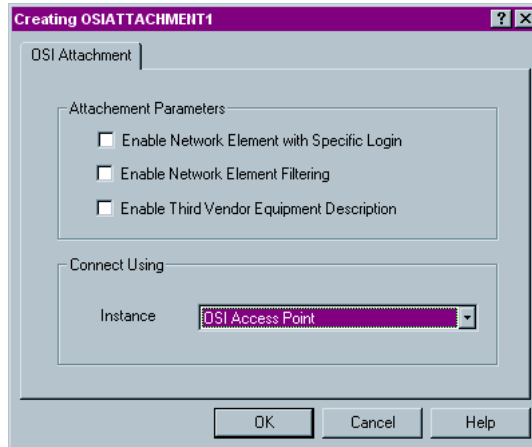 Creating OSIATTACHMENT1
OSI Attachment
Attachement Parameters
Enable Network Element with Specific Login
Enable Network Element Filtering
Enable Third Vendor Equipment Description
Connect Using
Instance
OSI Access Point
OK Cancel Help